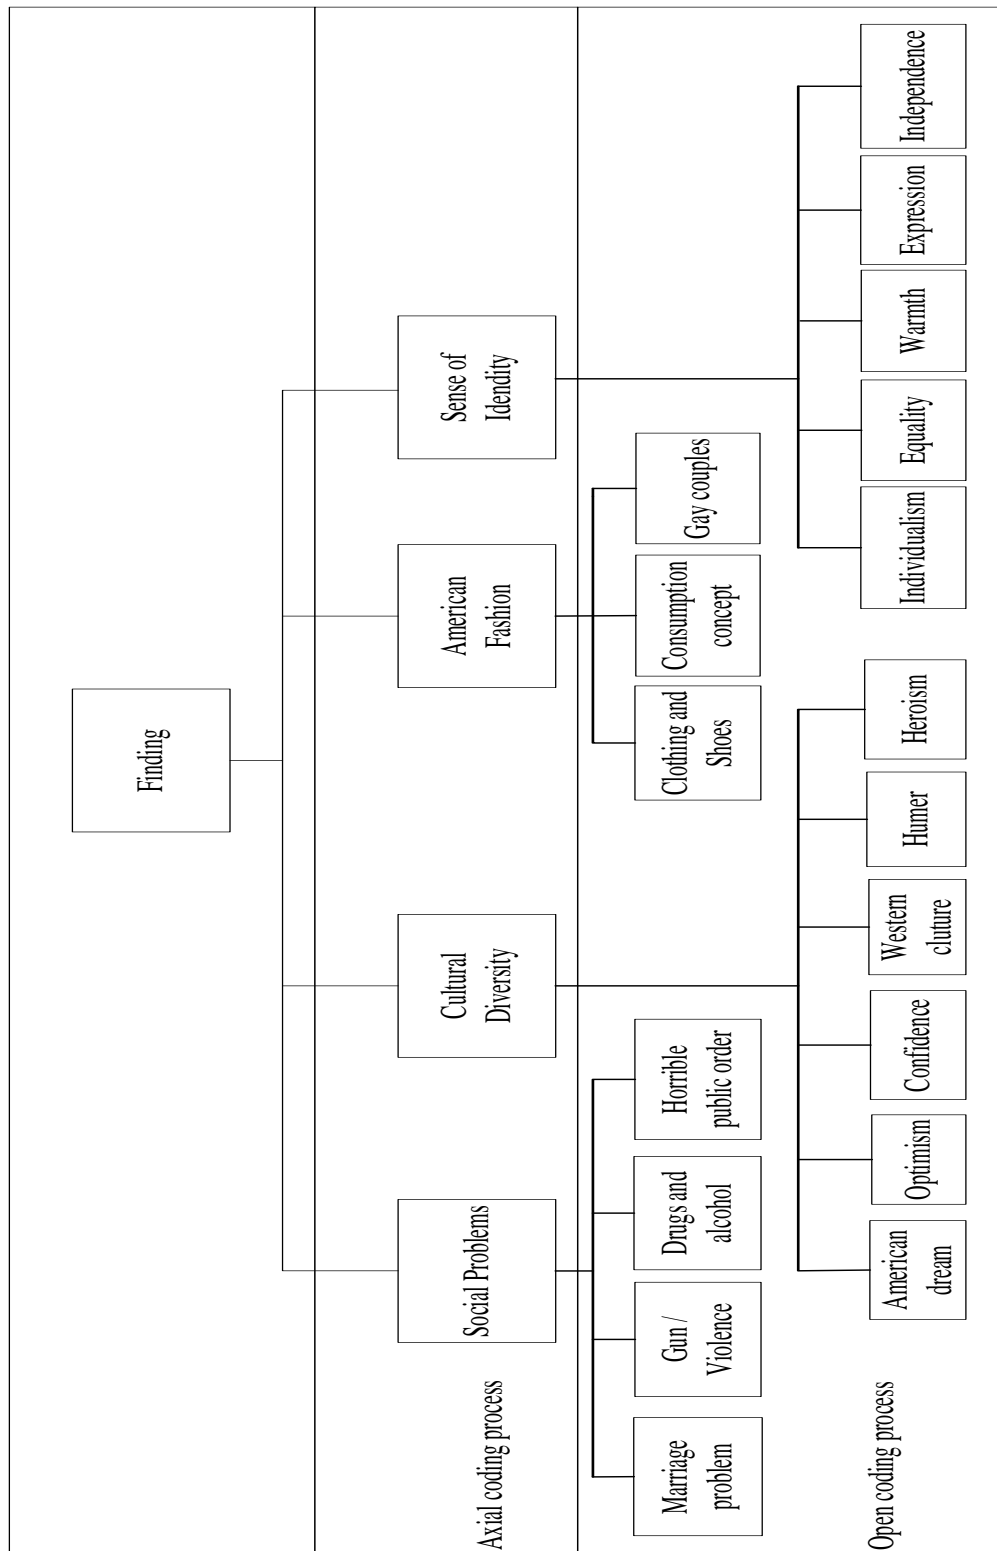 Finding
Axial coding process
Social Problems
Cultural
Diversity
American
Fashion
Sense of
Idendity
Marriage
problem
Gun /
Violence
Drugs and
alcohol
Horrible
public order
Clothing and
Shoes
Consumption
concept
Gay couples
Open coding process
American
dream
Optimism
Confidence
Western
cluture
Humer
Heroism
Individualism
Equality
Warmth
Expression
Independence